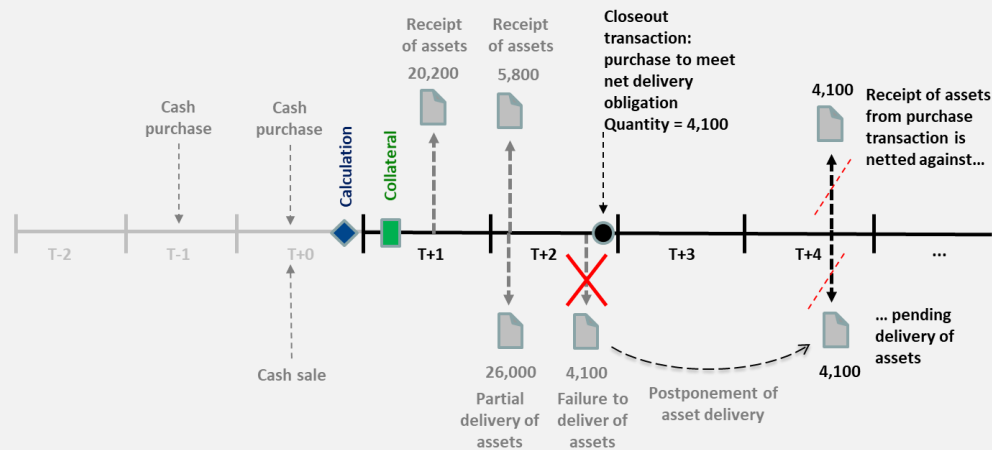 Receipt
of assets
20,200
Receipt
of assets
5,800
Closeout
transaction:
purchase to meet
net delivery
obligation
Quantity = 4,100
4,100
Receipt of assets
from purchase
transaction is
netted against...
Cash
purchase
Cash
purchase
Calculation
Collateral
T-2
T-1
T+0
T+1
T+2
T+3
T+4
...
Cash sale
26,000
Partial
delivery of
assets
4,100
Failure to
deliver of
assets
Postponement of
asset delivery
4,100
... pending
delivery of
assets